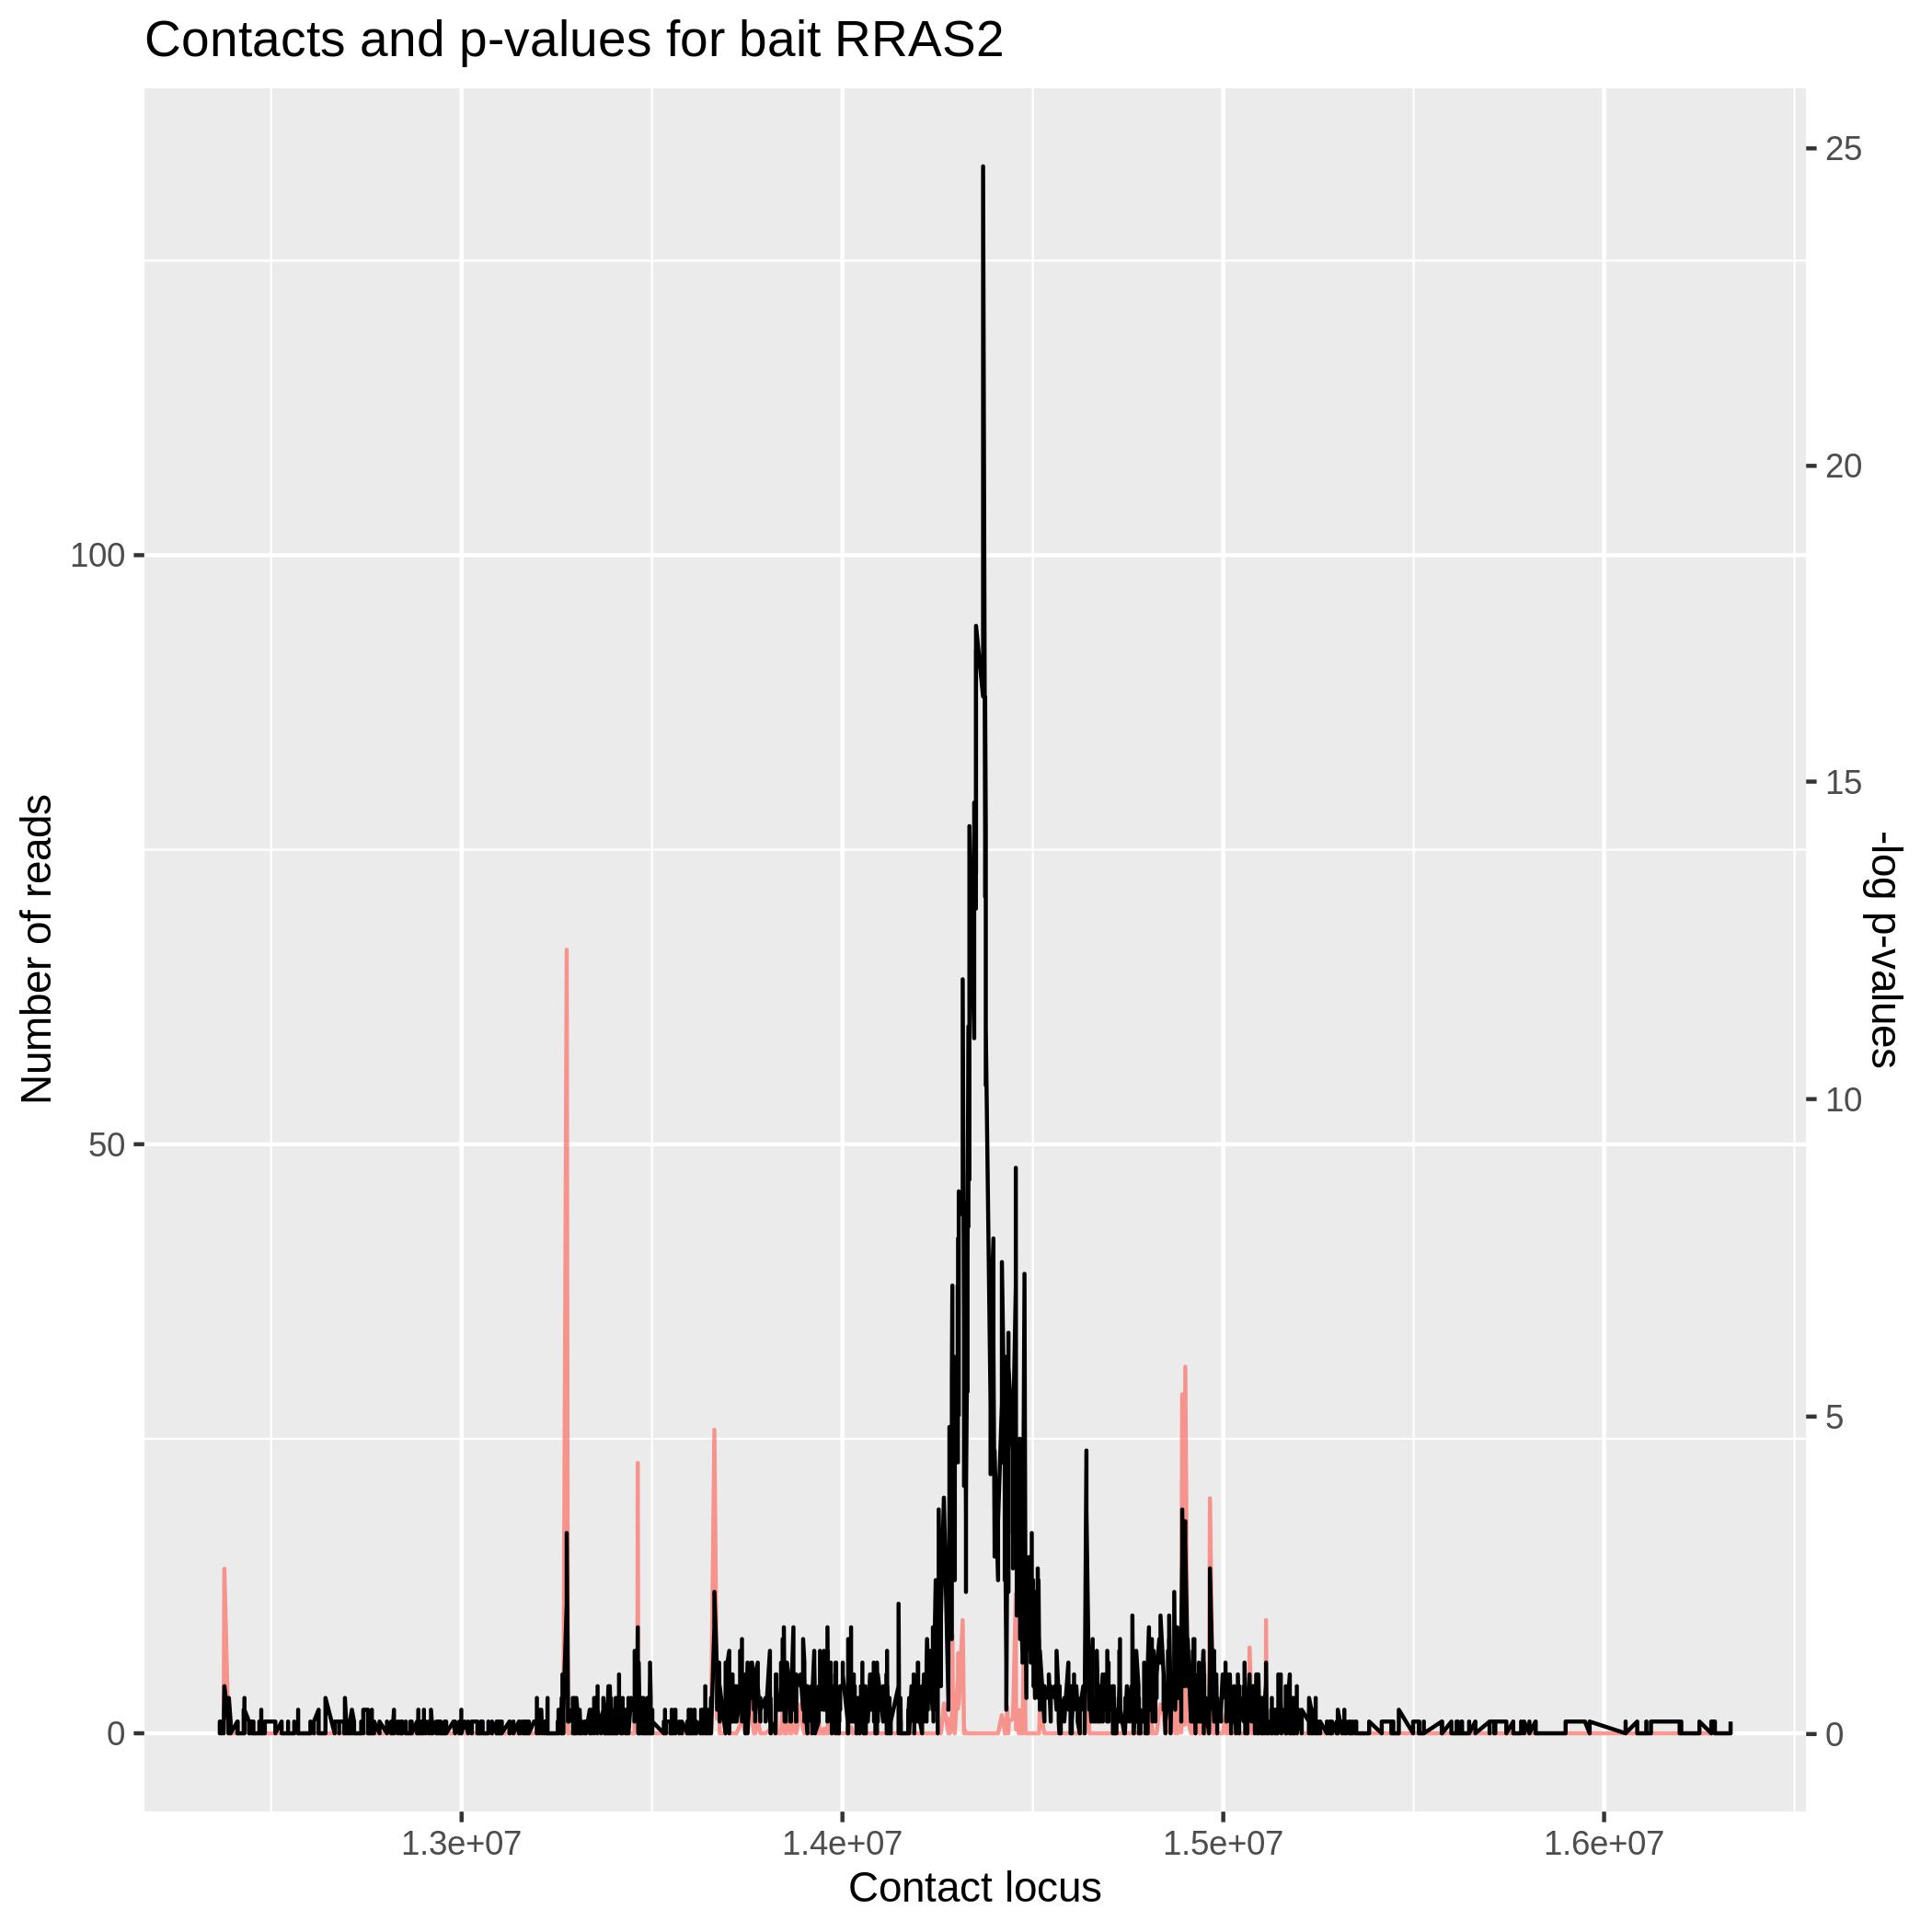 Contacts and p-values for bait RRAS2
Number of reads
100
50
0
25
20
15
10
5
0
-log p-values
1.3e+07
1.4e+07
1.5e+07
1.6e+07
Contact locus